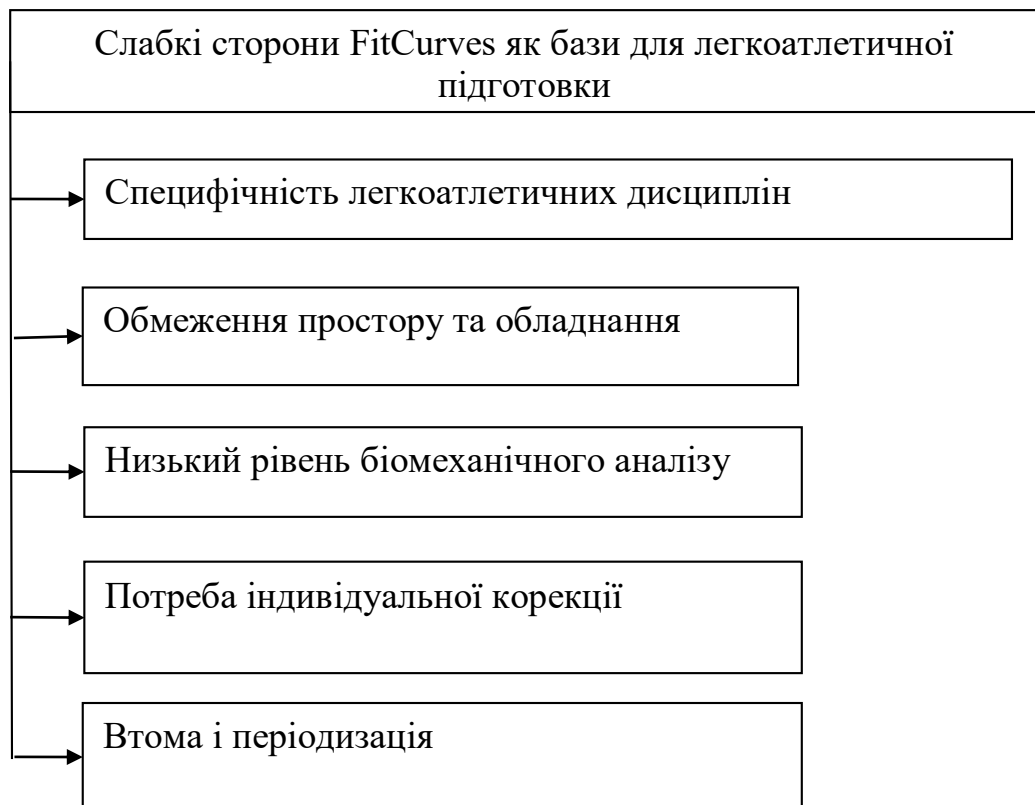 Слабкі сторони FitCurves як бази для легкоатлетичної
підготовки
Специфічність легкоатлетичних дисциплін
Обмеження простору та обладнання
Низький рівень біомеханічного аналізу
Потреба індивідуальної корекції
Втома і періодизація